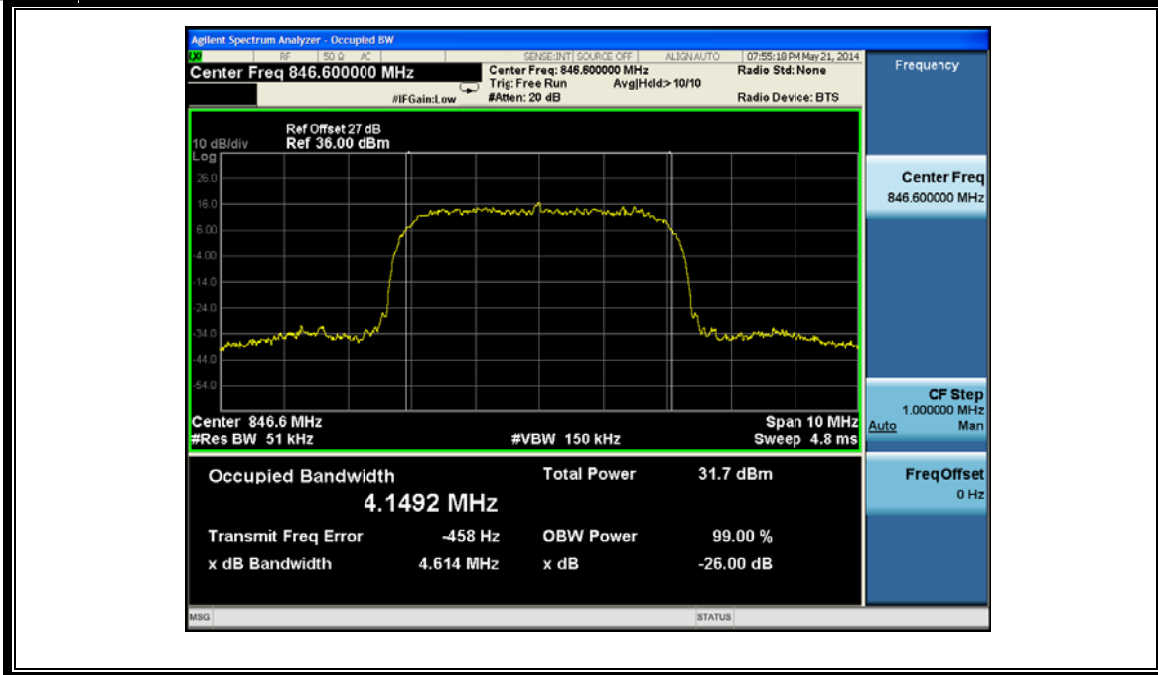 Agilent Spectrum Analyzer - Occupied BW
RF 50 Ω AC SENSE:INT SOURCE OFF ALIGNAUTO 07:55:10 PM May 21, 2014
Center Freq 846.600000 MHz
Center Freq: 846.600000 MHz
Radio Std: None
Trig: Free Run Avg|Hold:> 10/10
#IFGain:Low #Atten: 20 dB Radio Device: BTS
Ref Offset 27 dB
10 dB/div Ref 36.00 dBm
Log
26.0
16.0
6.00
-4.00
-14.0
-24.0
-34.0
-44.0
-54.0
Center 846.6 MHz Span 10 MHz
#Res BW 51 kHz #VBW 150 kHz Sweep 4.8 ms
Occupied Bandwidth Total Power 31.7 dBm
4.1492 MHz
Transmit Freq Error -458 Hz OBW Power 99.00 %
x dB Bandwidth 4.614 MHz x dB -26.00 dB
MSG STATUS
Frequency
Center Freq
846.600000 MHz
CF Step
1.000000 MHz
Auto Man
Freq Offset
0 Hz